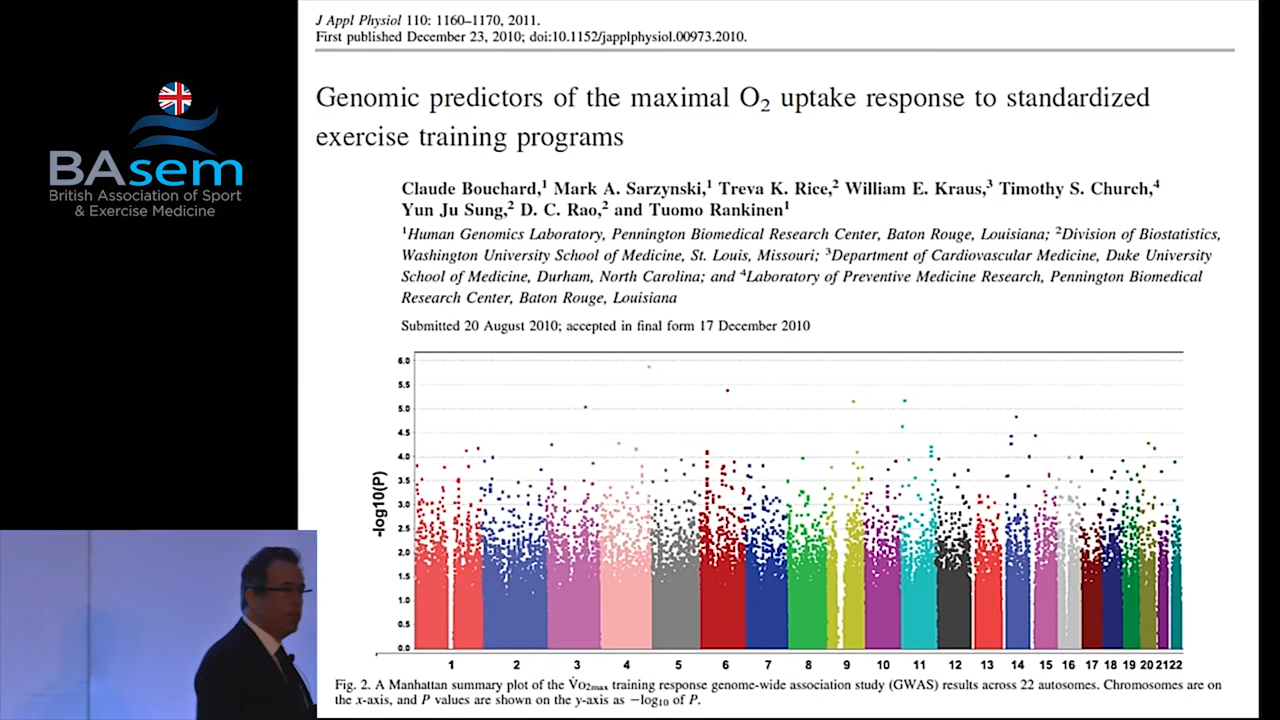 BAsem
British Association of Sport
& Exercise Medicine
J Appl Physiol 110: 1160–1170, 2011.
First published December 23, 2010; doi:10.1152/japplphysiol.00973.2010.
Genomic predictors of the maximal O2 uptake response to standardized
exercise training programs
Claude Bouchard,1 Mark A. Sarzynski,1 Treva K. Rice,2 William E. Kraus,3 Timothy S. Church,4
Yun Ju Sung,2 D. C. Rao,2 and Tuomo Rankinen1
1Human Genomics Laboratory, Pennington Biomedical Research Center, Baton Rouge, Louisiana; 2Division of Biostatistics,
Washington University School of Medicine, St. Louis, Missouri; 3Department of Cardiovascular Medicine, Duke University
School of Medicine, Durham, North Carolina; and 4Laboratory of Preventive Medicine Research, Pennington Biomedical
Research Center, Baton Rouge, Louisiana
Submitted 20 August 2010; accepted in final form 17 December 2010
-log10(P)
6.0
5.5
5.0
4.5
4.0
3.5
3.0
2.5
2.0
1.5
1.0
0.5
0.0
1 2 3 4 5 6 7 8 9 10 11 12 13 14 15 16 17 18 19 20 21 22
Fig. 2. A Manhattan summary plot of the V̇O2max training response genome-wide association study (GWAS) results across 22 autosomes. Chromosomes are on
the x-axis, and P values are shown on the y-axis as −log10 of P.